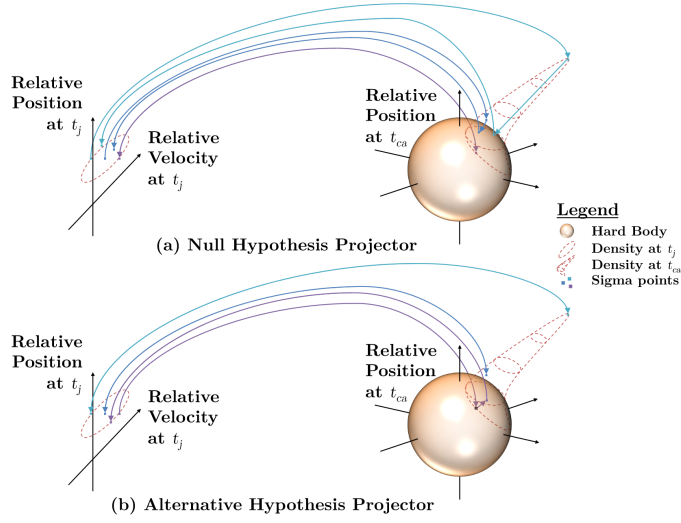 Relative
Position
at t_j
Relative
Velocity
at t_j
Relative
Position
at t_ca
(a) Null Hypothesis Projector
Legend
Hard Body
Density at t_j
Density at t_ca
Sigma points
Relative
Position
at t_j
Relative
Velocity
at t_j
Relative
Position
at t_ca
(b) Alternative Hypothesis Projector